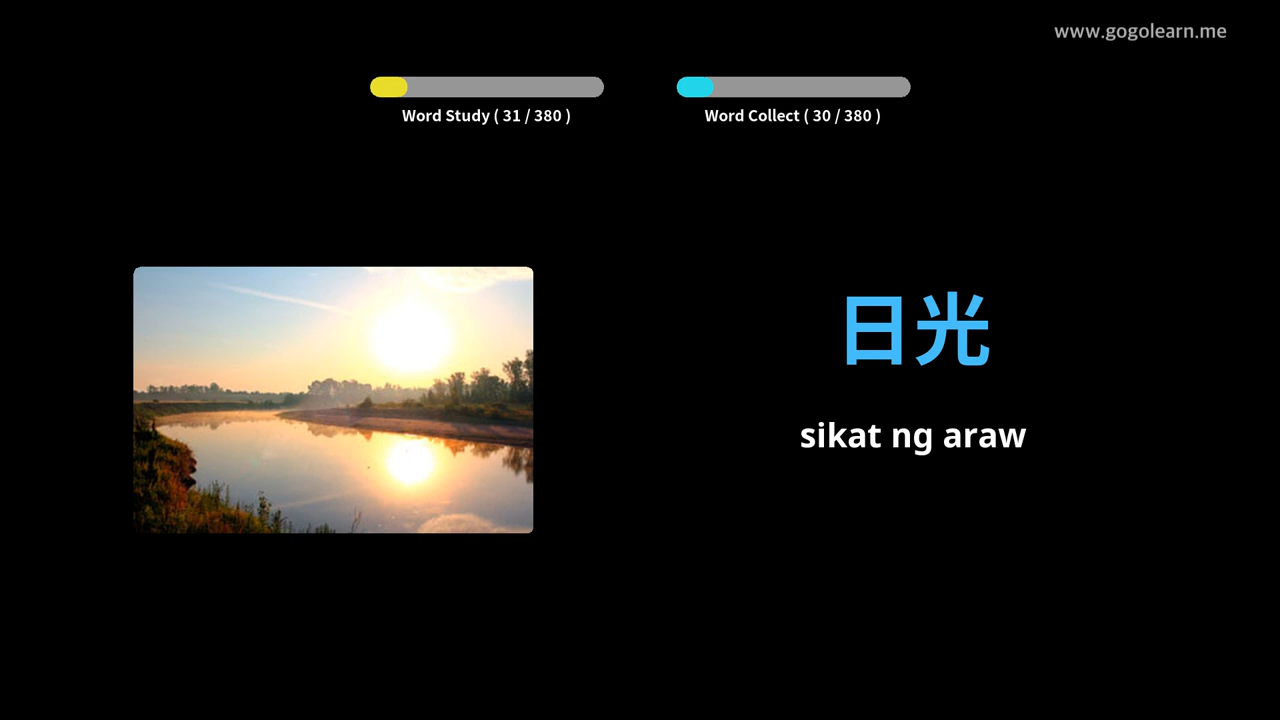 www.gogolearn.me
Word Study ( 31 / 380 )
Word Collect ( 30 / 380 )
日光
sikat ng araw